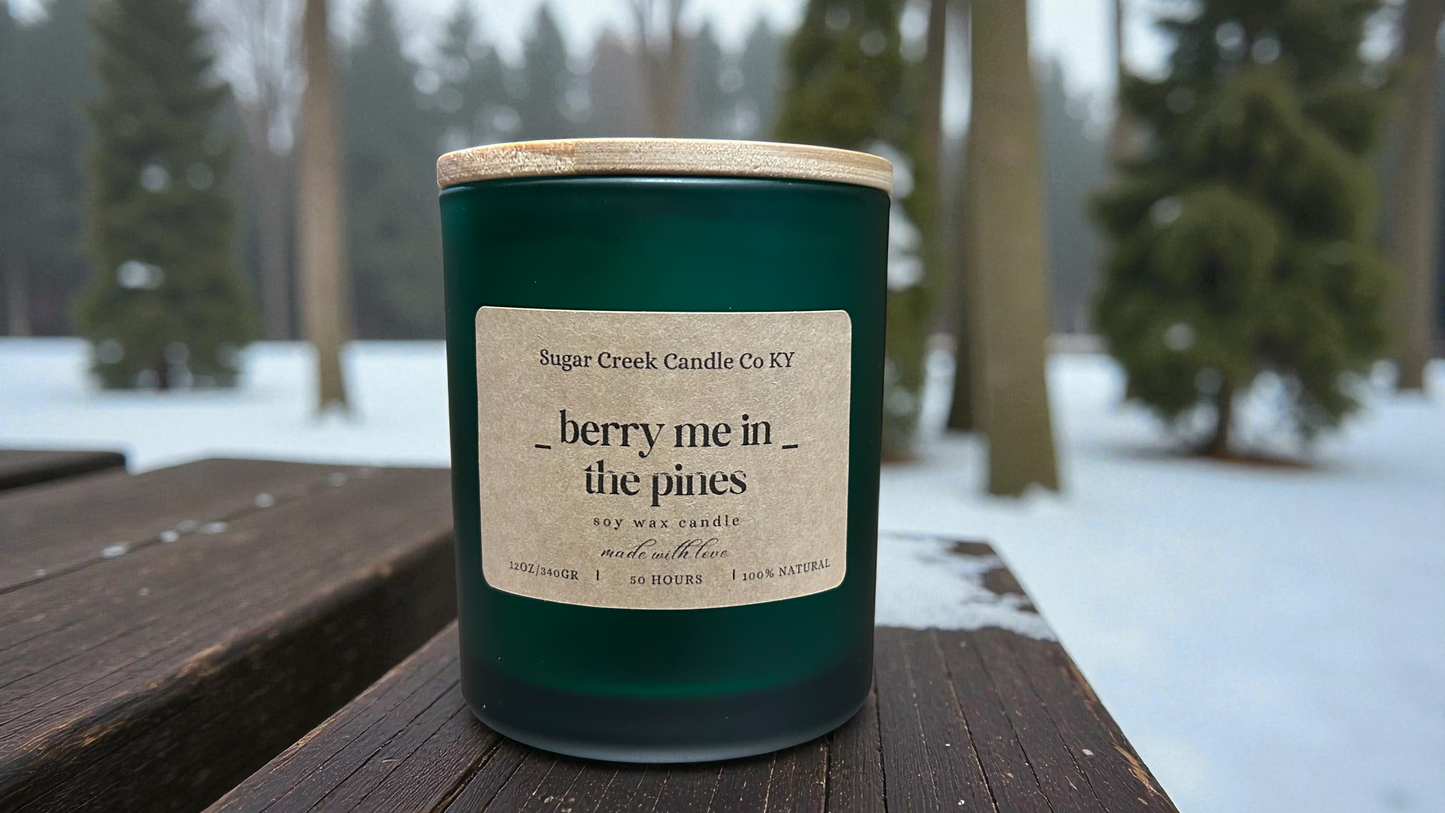 Sugar Creek Candle Co KY
_ berry me in _
the pines
soy wax candle
made with love
12OZ/340GR | 50 HOURS | 100% NATURAL